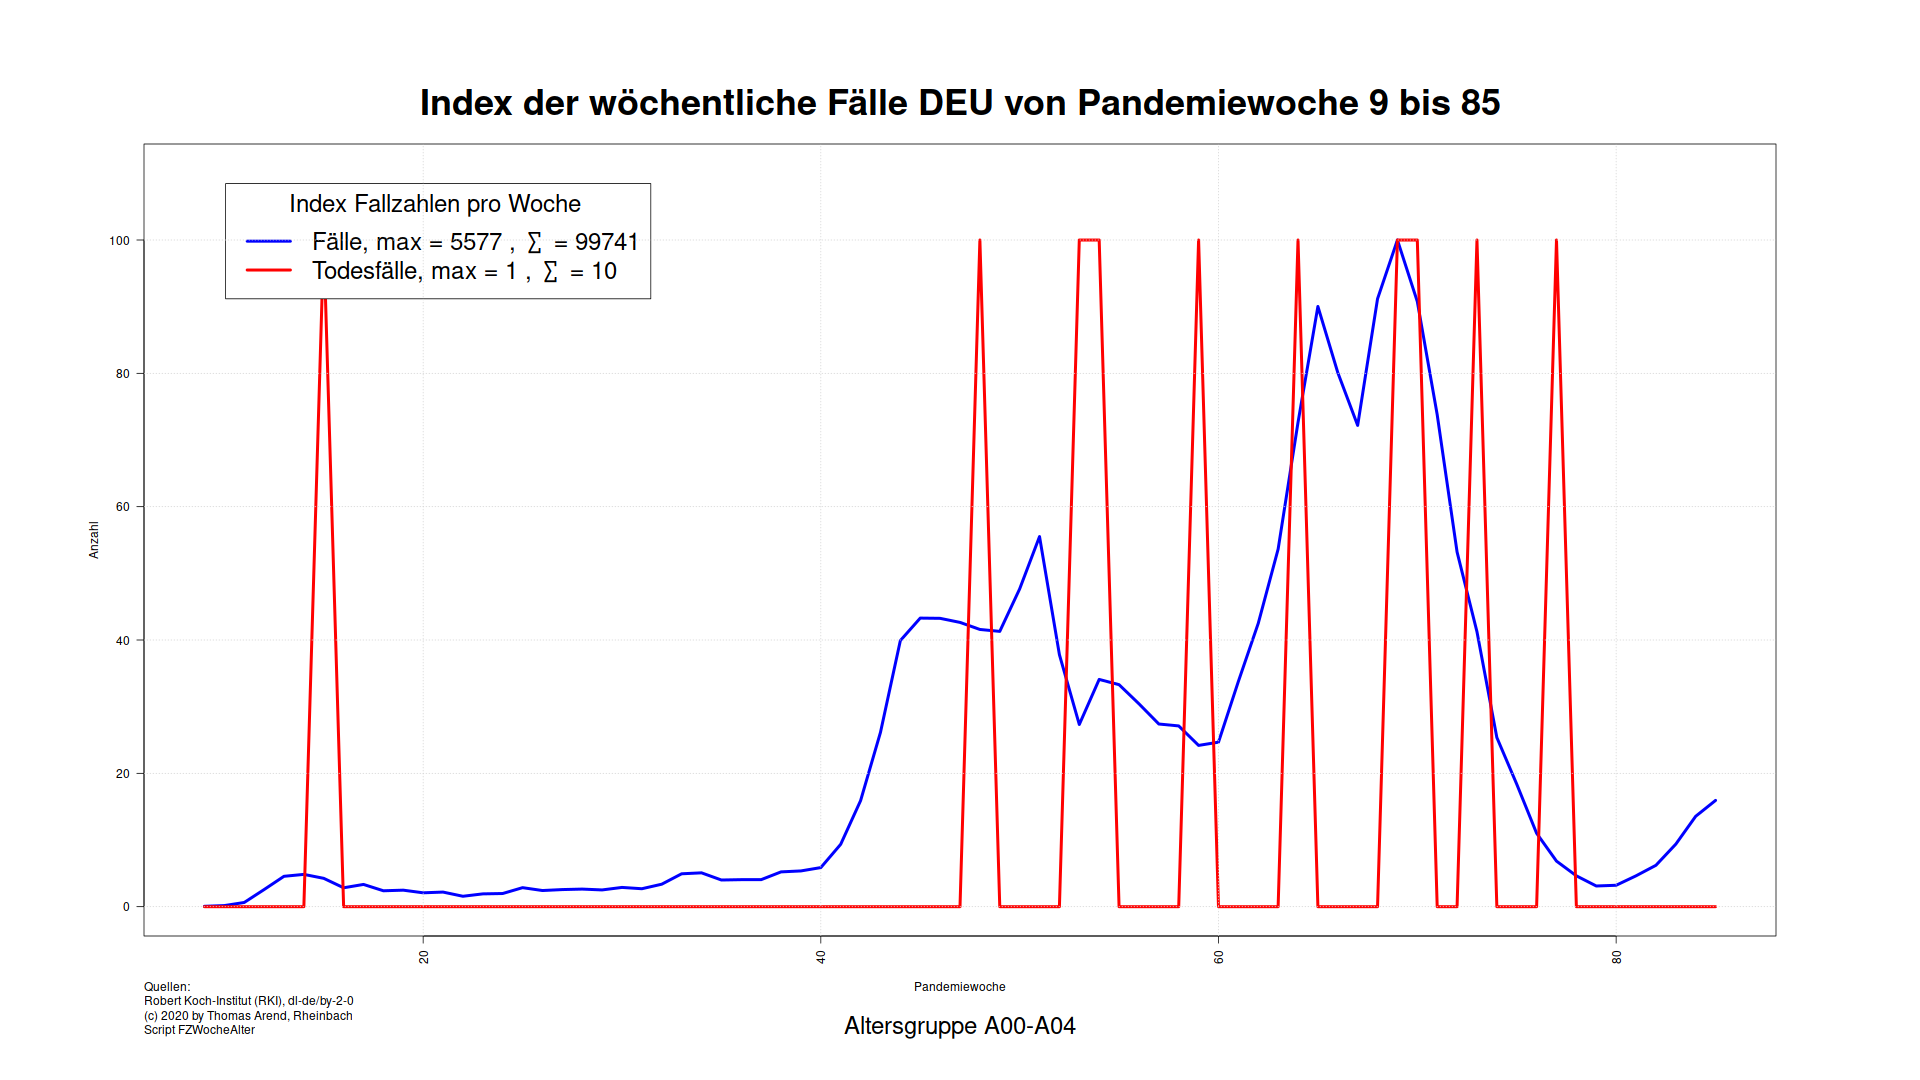 Index der wöchentliche Fälle DEU von Pandemiewoche 9 bis 85
Index Fallzahlen pro Woche
Fälle, max = 5577 , ∑ = 99741
Todesfälle, max = 1 , ∑ = 10
100
80
60
40
20
0
Anzahl
20
40
60
80
Pandemiewoche
Quellen:
Robert Koch-Institut (RKI), dl-de/by-2-0
(c) 2020 by Thomas Arend, Rheinbach
Script FZWocheAlter
Altersgruppe A00-A04